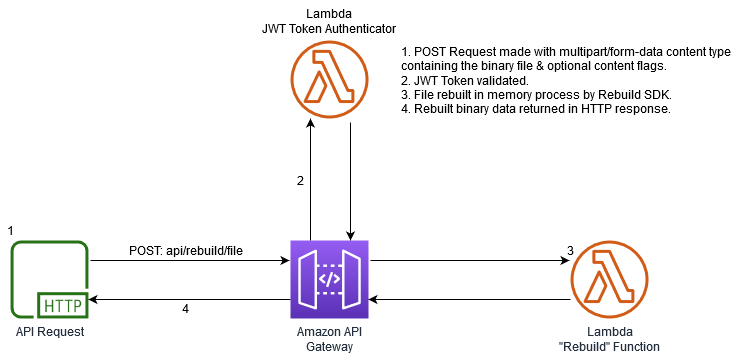 Lambda
JWT Token Authenticator
1. POST Request made with multipart/form-data content type
containing the binary file & optional content flags.
2. JWT Token validated.
3. File rebuilt in memory process by Rebuild SDK.
4. Rebuilt binary data returned in HTTP response.
2
1
POST: api/rebuild/file
3
HTTP
4
API Request
Amazon API
Gateway
Lambda
"Rebuild" Function